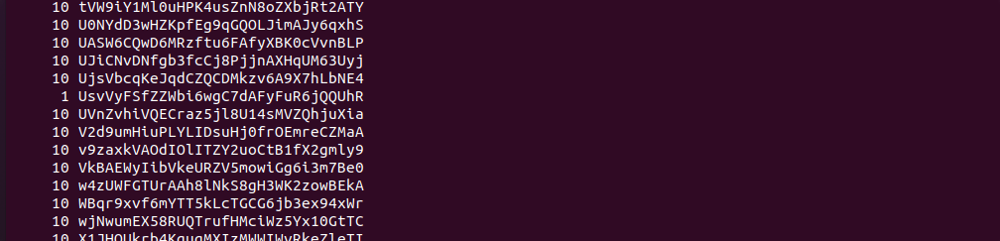 10 tVW9iY1Ml0uHPK4usZnN8oZXbjRt2ATY
10 U0NYdD3wHZKpfEg9qGQOLJimAJy6qxhS
10 UASW6CQwD6MRzftu6FAfyXBK0cVvnBLP
10 UJiCNvDNfgb3fcCj8PjjnAXHqUM63Uyj
10 UjsVbcqKeJqdCZQCDMkzv6A9X7hLbNE4
1 UsvVyFSfZZWbi6wgC7dAFyFuR6jQQUhR
10 UVnZvhiVQECraz5jl8U14sMVZQhjuXia
10 V2d9umHiuPLYLIDsuHj0frOEmreCZMaA
10 v9zaxkVAOdIOlITZY2uoCtB1fX2gmly9
10 VkBAEWyIibVkeURZV5mowiGg6i3m7Be0
10 w4zUWFGTUrAAh8lNkS8gH3WK2zowBEkA
10 WBqr9xvf6mYTT5kLcTGCG6jb3ex94xWr
10 wjNwumEX58RUQTrufHMciWz5Yx10GtTC
10